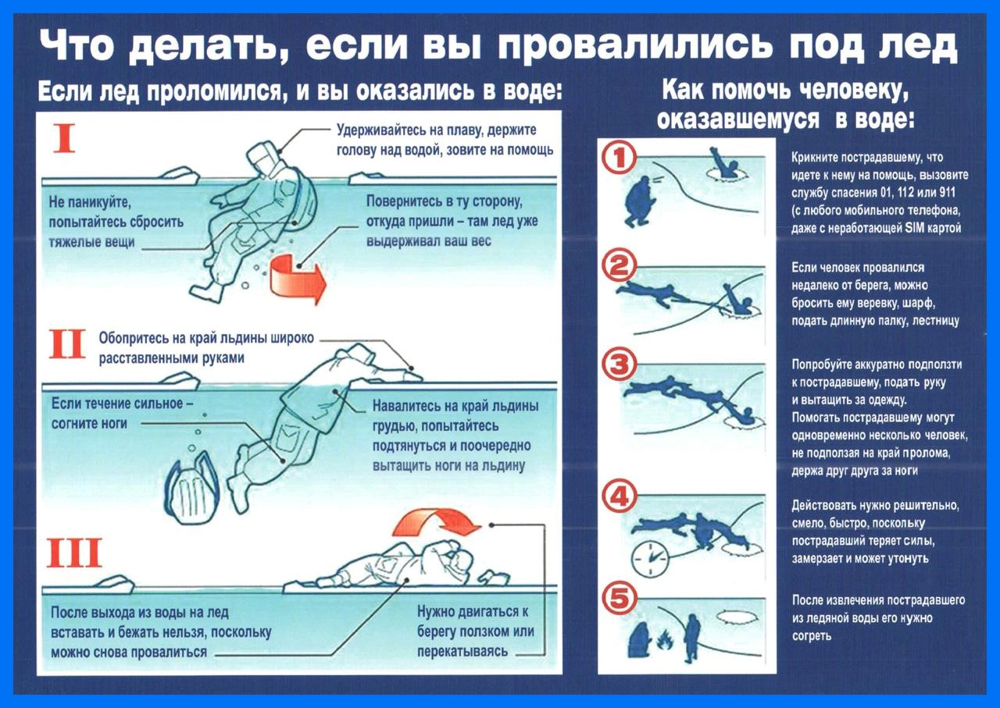 Что делать, если вы провалились под лед
Если лед проломился, и вы оказались в воде:
I
Удерживайтесь на плаву, держите
голову над водой, зовите на помощь
Не паникуйте,
попытайтесь сбросить
тяжелые вещи
Повернитесь в ту сторону,
откуда пришли – там лед уже
выдерживал ваш вес
II
Обопритесь на край льдины широко
расставленными руками
Если течение сильное –
согните ноги
Навалитесь на край льдины
грудью, попытайтесь
подтянуться и поочередно
вытащить ноги на льдину
III
После выхода из воды на лед
вставать и бежать нельзя, поскольку
можно снова провалиться
Нужно двигаться к
берегу ползком или
перекатываясь
Как помочь человеку,
оказавшемуся в воде:
1
Крикните пострадавшему, что
идете к нему на помощь, вызовите
службу спасения 01, 112 или 911
(с любого мобильного телефона,
даже с неработающей SIM картой
2
Если человек провалился
недалеко от берега, можно
бросить ему веревку, шарф,
подать длинную палку, лестницу
3
Попробуйте аккуратно подползти
к пострадавшему, подать руку
и вытащить за одежду.
Помогать пострадавшему могут
одновременно несколько человек,
не подползая на край пролома,
держа друг друга за ноги
4
Действовать нужно решительно,
смело, быстро, поскольку
пострадавший теряет силы,
замерзает и может утонуть
5
После извлечения пострадавшего
из ледяной воды его нужно
согреть